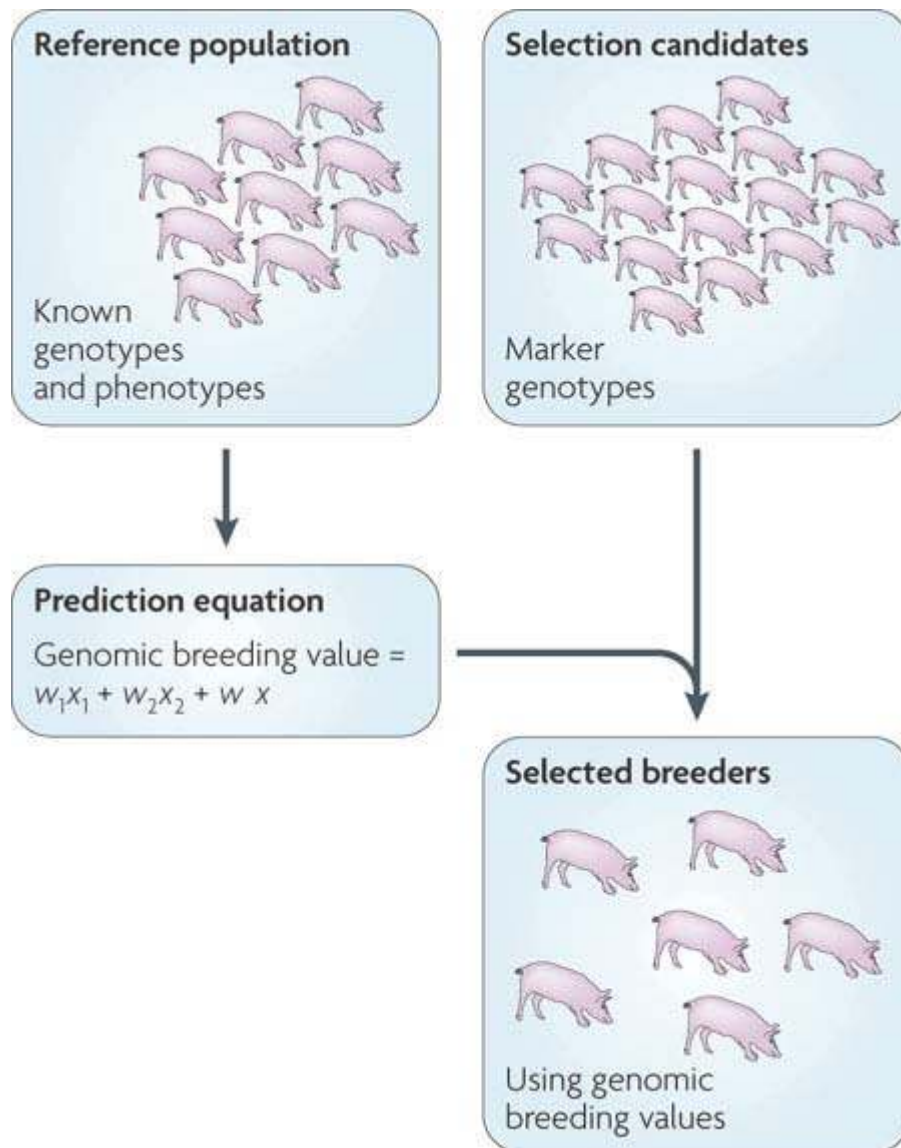 Reference population
Known
genotypes
and phenotypes
Selection candidates
Marker
genotypes
Prediction equation
Genomic breeding value =
w₁x₁ + w₂x₂ + w x
Selected breeders
Using genomic
breeding values